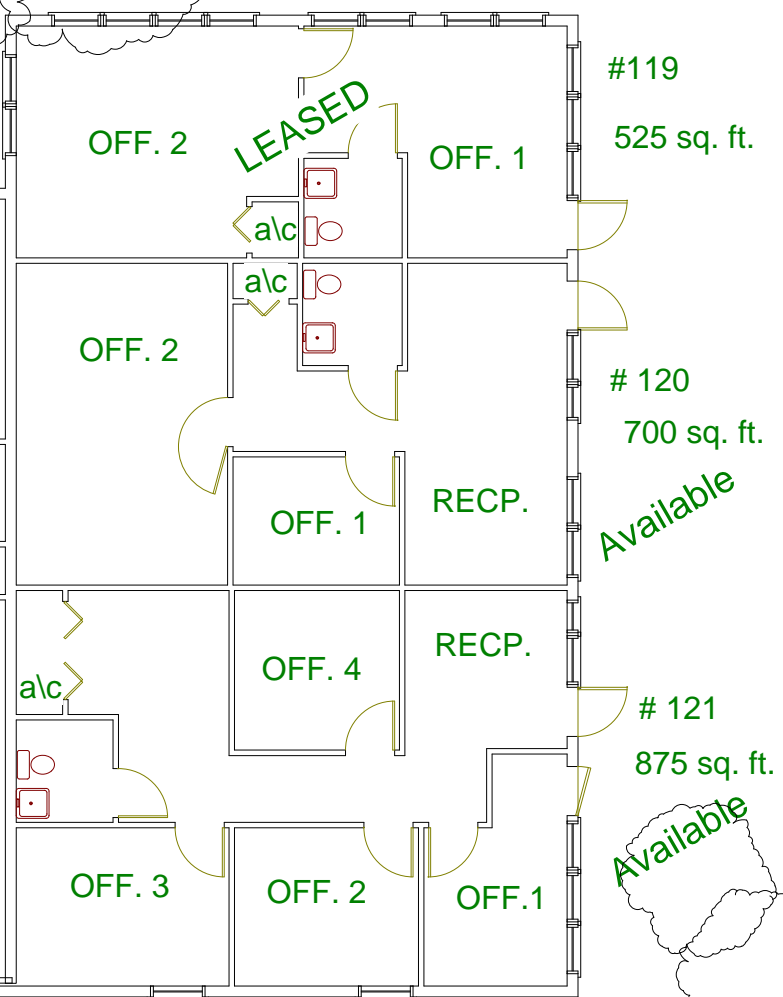 #119
525 sq. ft.
LEASED
OFF. 2
OFF. 1
a\c
a\c
OFF. 2
# 120
700 sq. ft.
Available
OFF. 1
RECP.
RECP.
OFF. 4
a\c
# 121
875 sq. ft.
Available
OFF. 3
OFF. 2
OFF.1